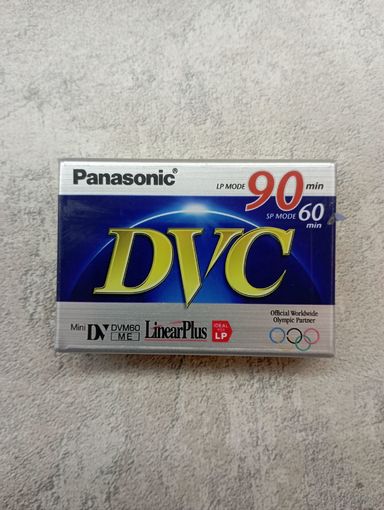 Panasonic®
LP MODE 90 min
SP MODE 60 min
DVC
Official Worldwide
Olympic Partner
Mini DV DVM60
ME
LinearPlus
IDEAL
FOR
LP